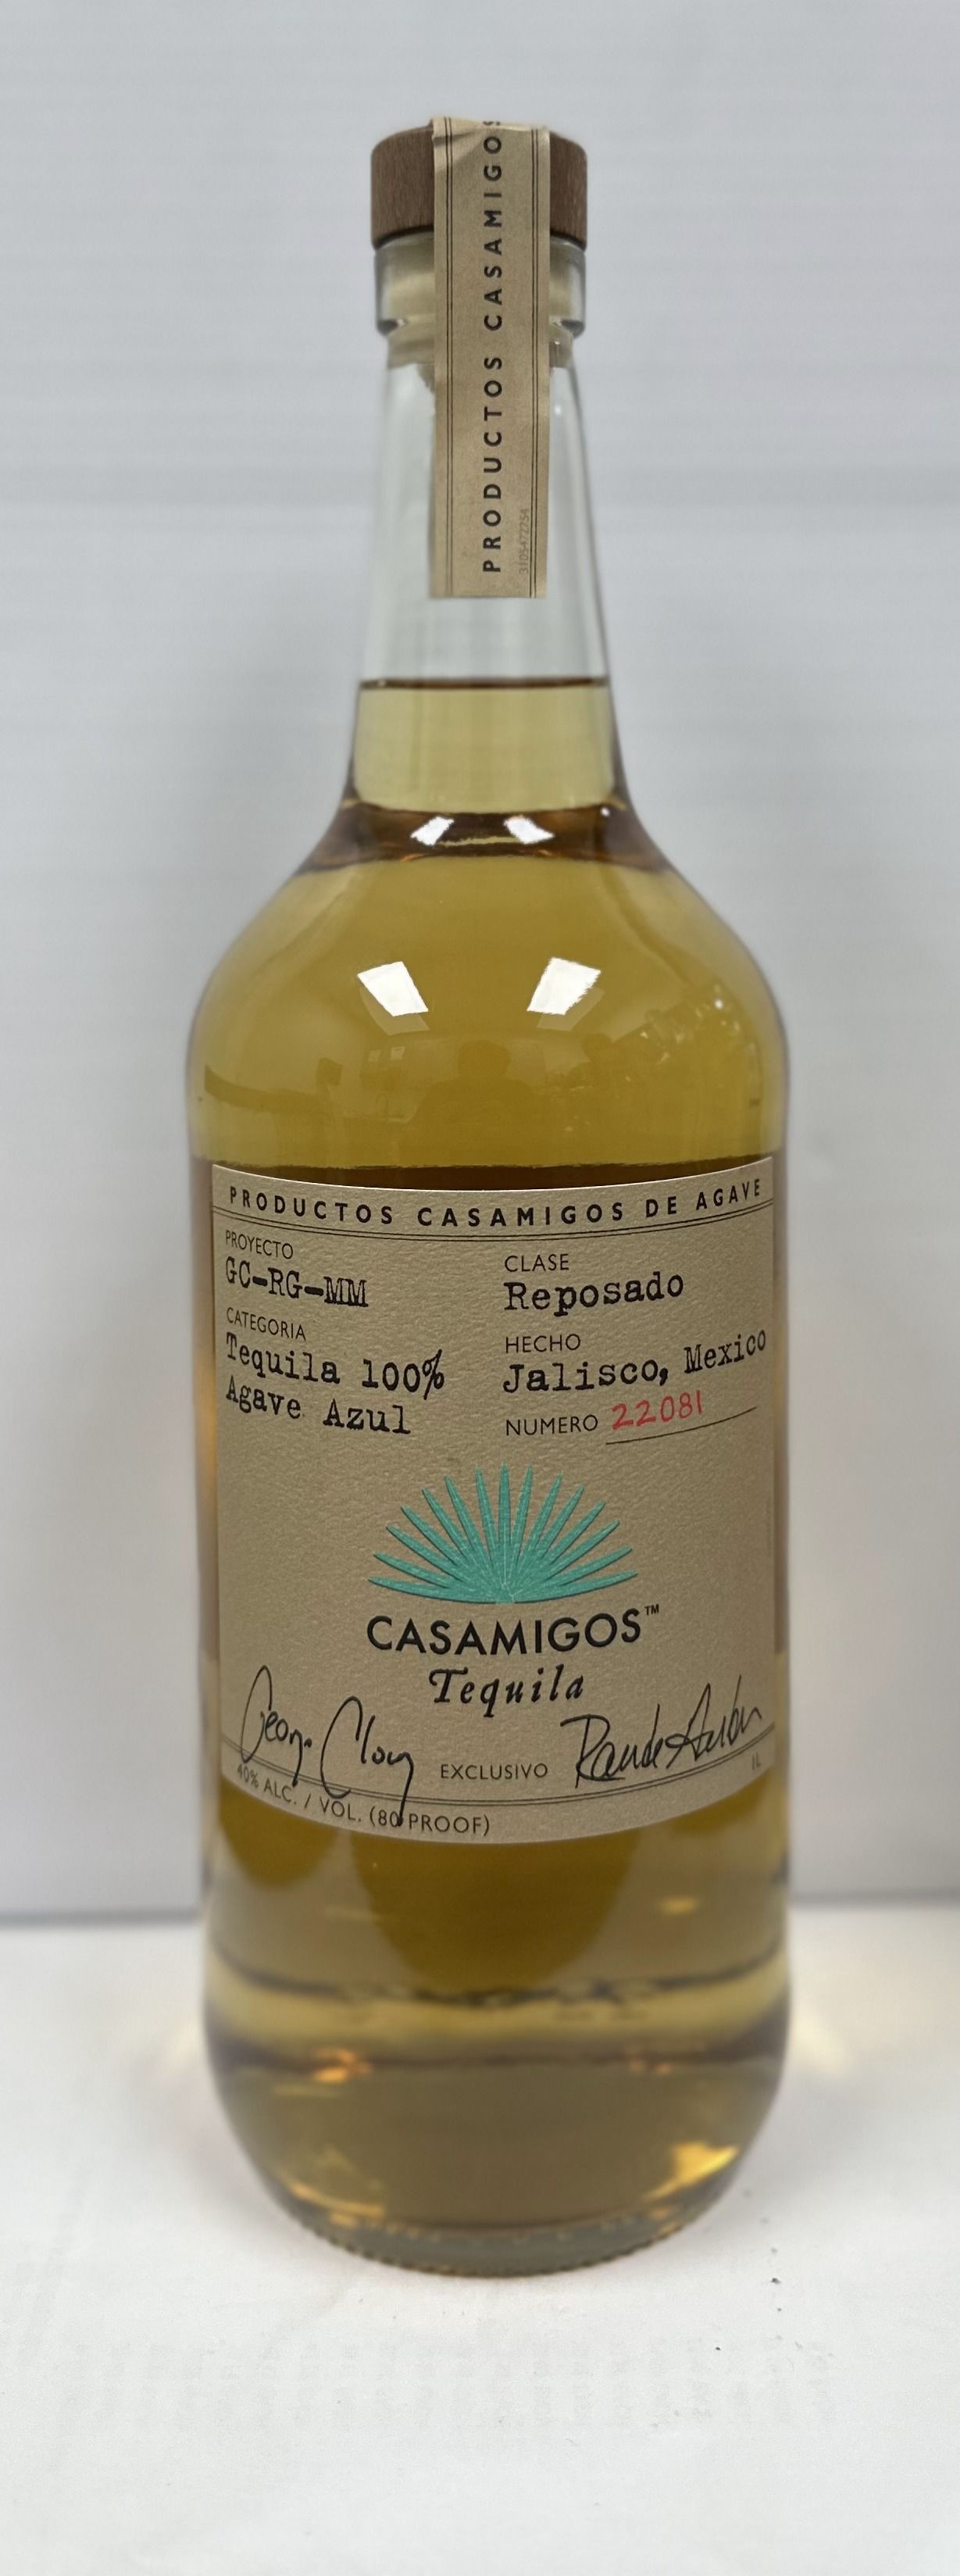 PRODUCTOS CASAMIGOS
3105472254
PRODUCTOS CASAMIGOS DE AGAVE
PROYECTO
GC-RG-MM
CATEGORIA
Tequila 100%
Agave Azul
CLASE
Reposado
HECHO
Jalisco, Mexico
NUMERO 22081
CASAMIGOS™
Tequila
EXCLUSIVO
1L
40% ALC. / VOL. (80 PROOF)